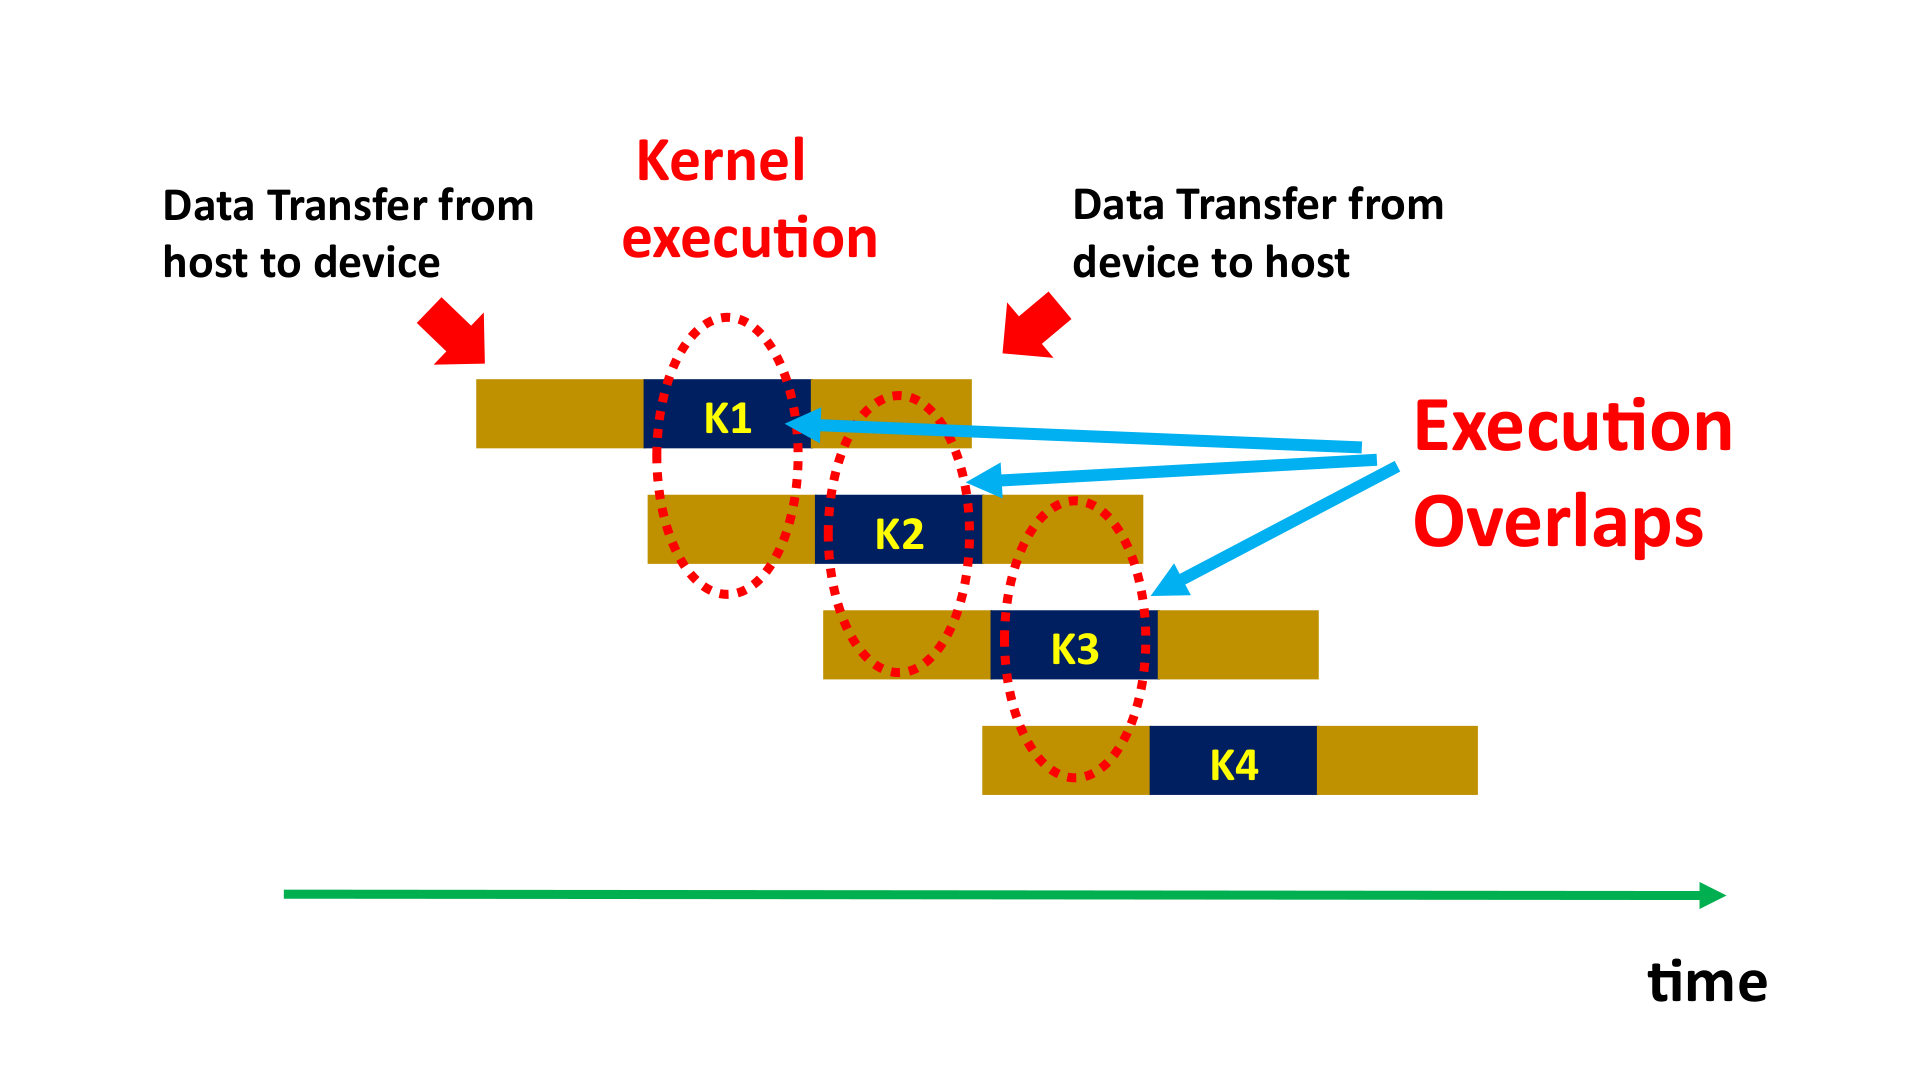 Kernel
execution
Data Transfer from
host to device
Data Transfer from
device to host
K1
K2
K3
K4
Execution
Overlaps
time